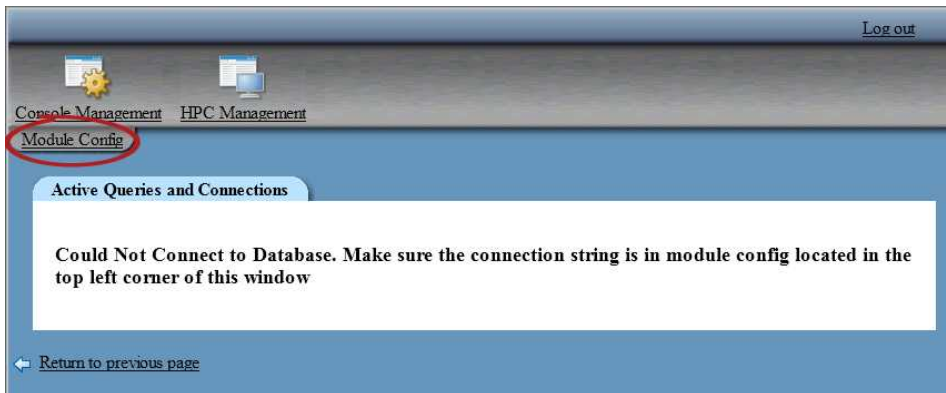 Log out
Console Management
HPC Management
Module Config
Active Queries and Connections
Could Not Connect to Database. Make sure the connection string is in module config located in the
top left corner of this window
Return to previous page